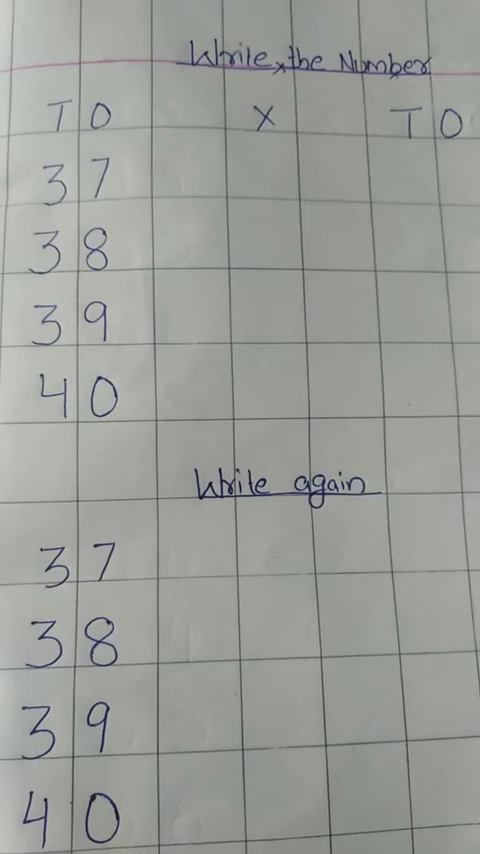 Write the Number
T O × T O
3 7
3 8
3 9
4 0
Write again
3 7
3 8
3 9
4 0